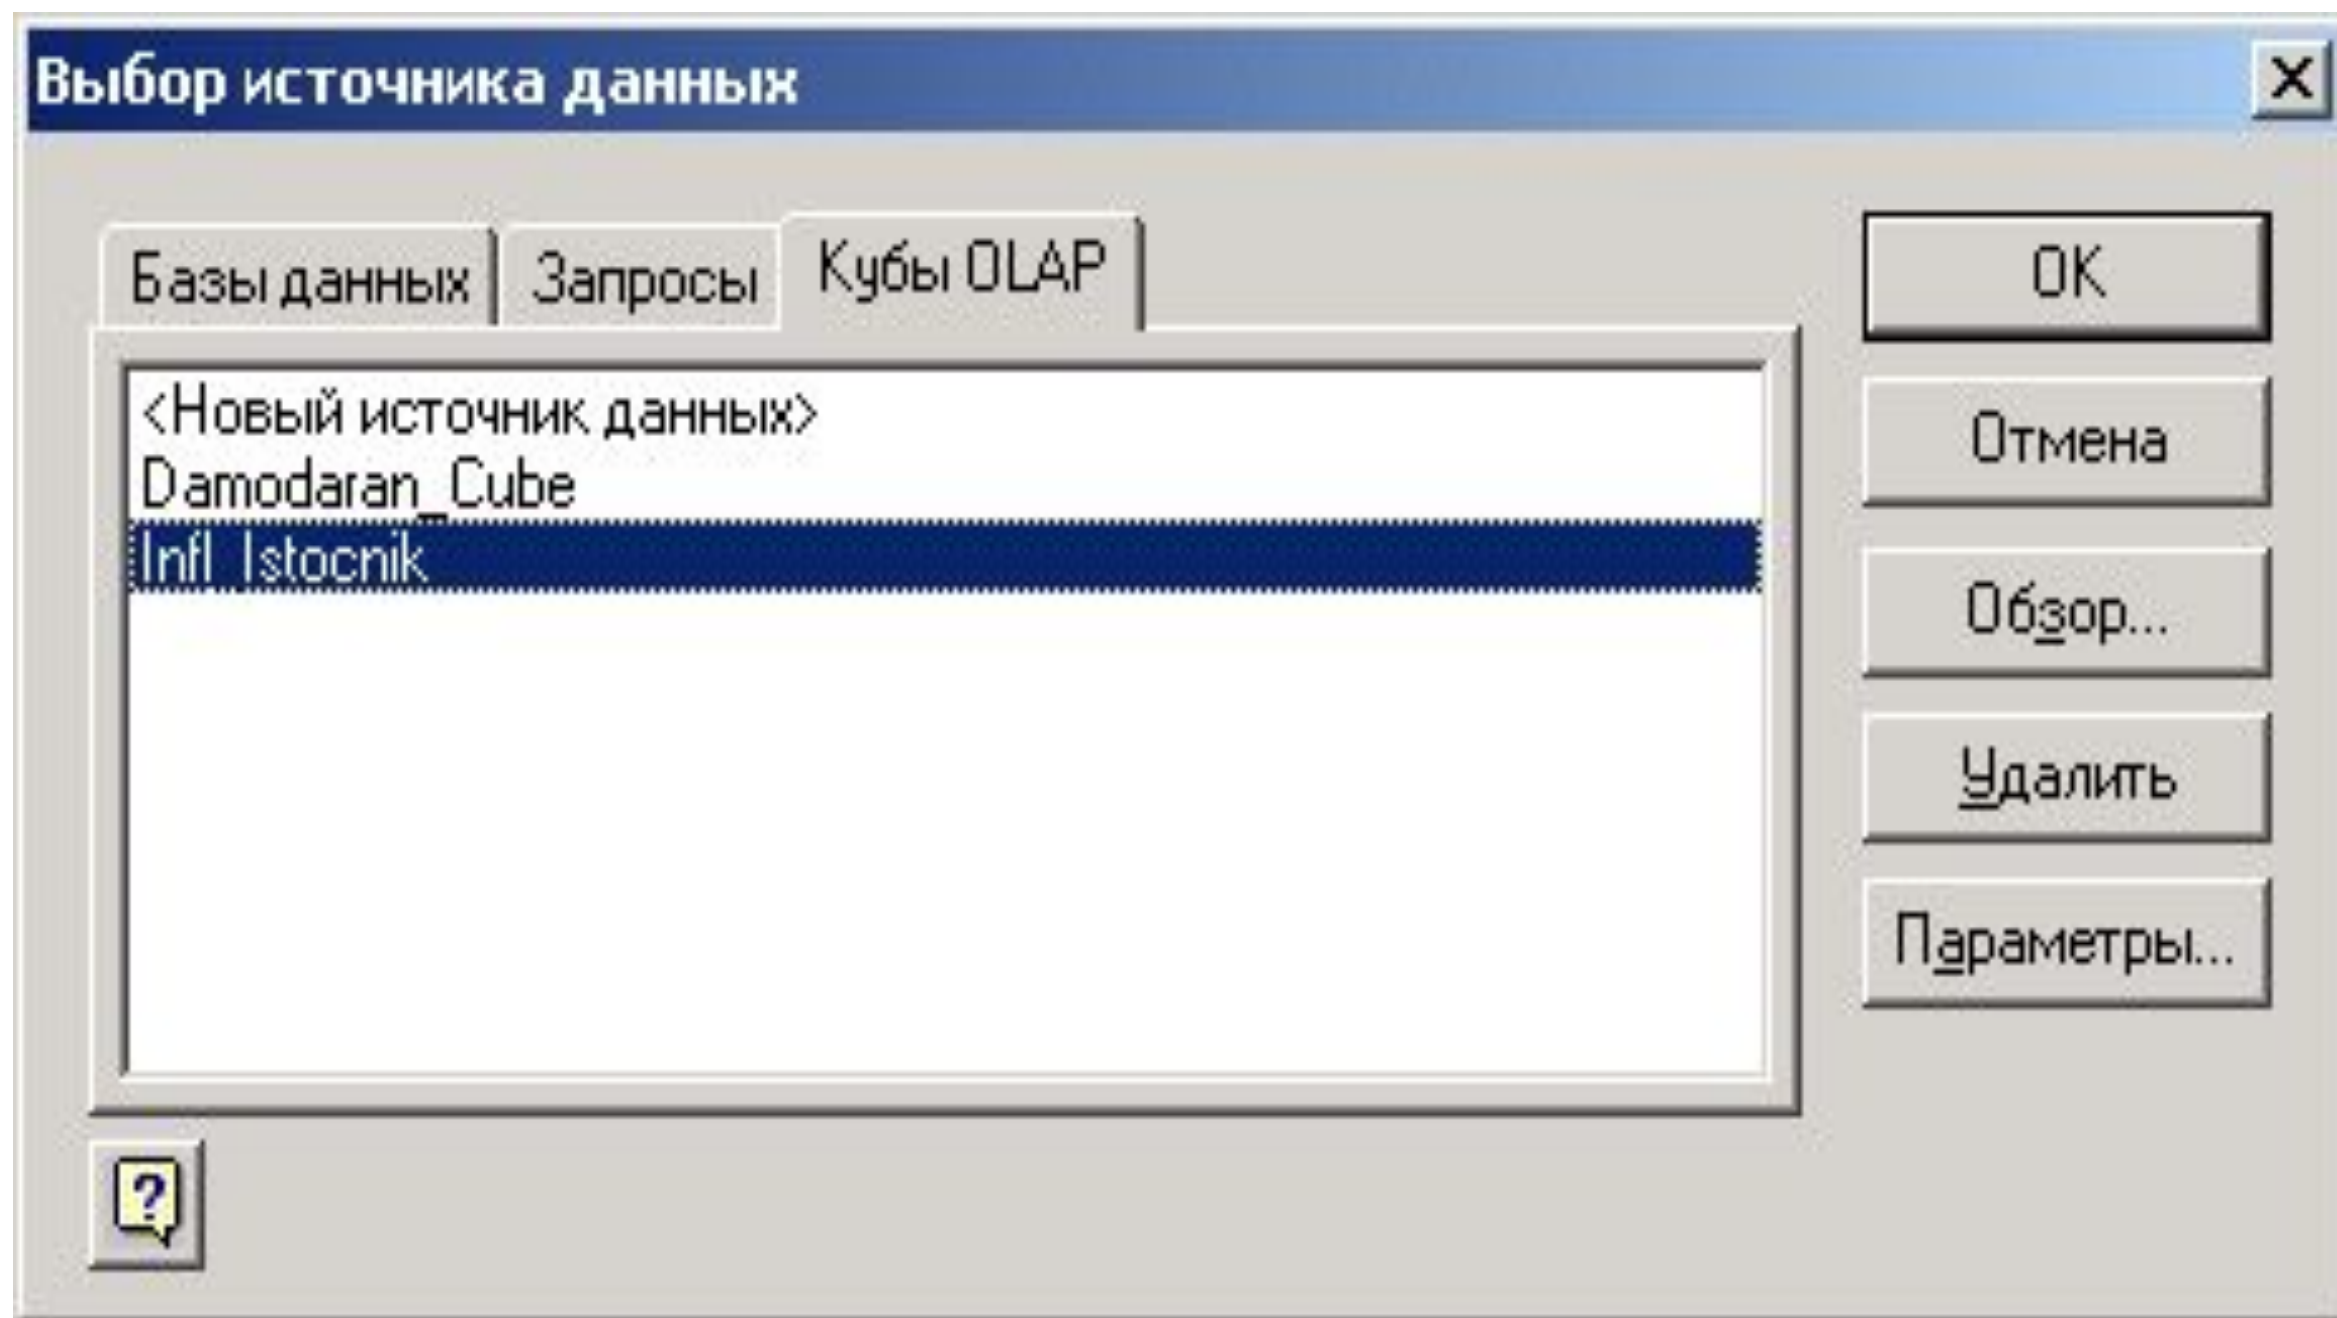 Выбор источника данных
Базы данных
Запросы
Кубы OLAP
<Новый источник данных>
Damodaran_Cube
Infl_Istocnik
OK
Отмена
Обзор...
Удалить
Параметры...